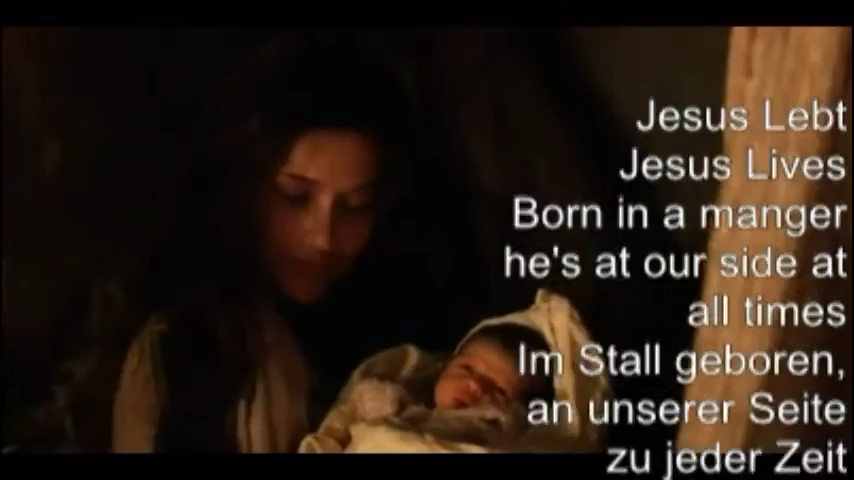 Jesus Lebt
Jesus Lives
Born in a manger
he's at our side at
all times
Im Stall geboren,
an unserer Seite
zu jeder Zeit